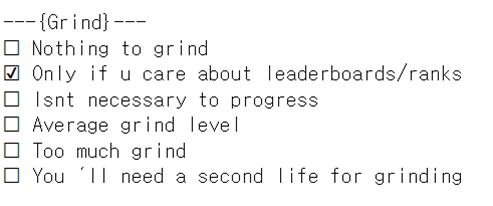 ---{Grind}---
☐ Nothing to grind
☑ Only if u care about leaderboards/ranks
☐ Isnt necessary to progress
☐ Average grind level
☐ Too much grind
☐ You ´ll need a second life for grinding